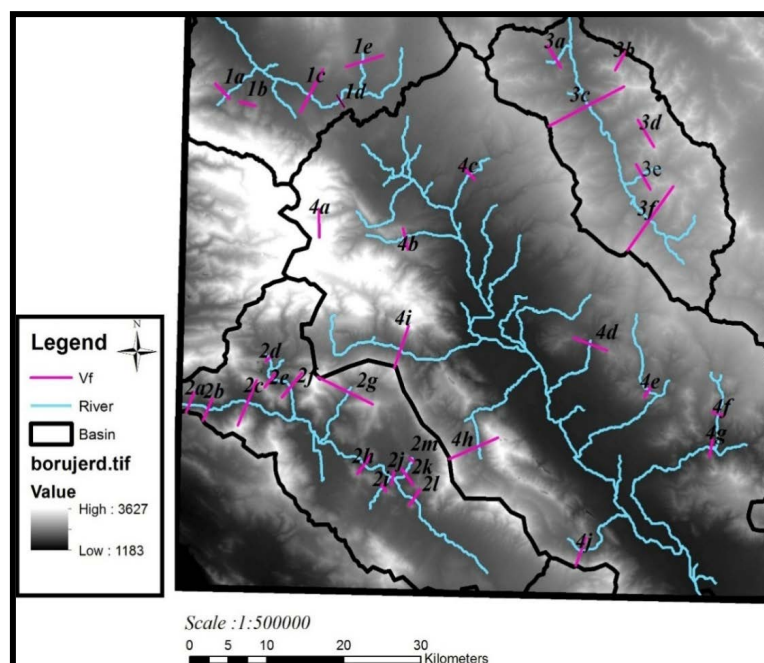 1a
1b
1c
1d
1e
3a
3b
3c
3d
3e
3f
4a
4b
4c
4i
4d
4e
4f
4g
4h
4j
2a
2b
2c
2d
2e
2f
2g
2h
2i
2j
2k
2l
2m
Legend
N
Vf
River
Basin
borujerd.tif
Value
High : 3627
Low : 1183
Scale :1:500000
0 5 10 20 30
Kilometers